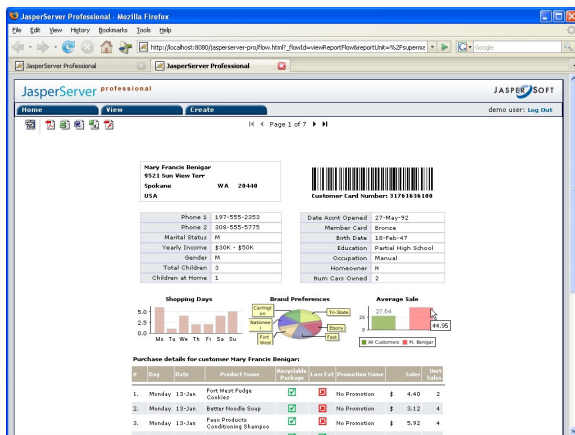 JasperServer Professional - Mozilla Firefox
File Edit View History Bookmarks Tools Help
http://localhost:8080/jasperserver-pro/flow.html?_flowId=viewReportFlow&reportUnit=%2Fsupermar
Google
JasperServer Professional
JasperServer Professional
JasperServer professional
JASPERSOFT
Home View Create
demo user: Log Out
Page 1 of 7
Mary Francis Benigar
9521 Sun View Terr
Spokane WA 20440
USA
Customer Card Number: 31761636100
Phone 1 197-555-2353
Phone 2 308-555-5775
Marital Status M
Yearly Income $30K - $50K
Gender M
Total Children 3
Children at Home 1
Date Accnt Opened 27-May-92
Member Card Bronze
Birth Date 18-Feb-47
Education Partial High School
Occupation Manual
Homeowner N
Num Cars Owned 2
Shopping Days
5.0
2.5
0.0
Mo Tu We Th Fr Sa Su
Brand Preferences
Carringt
on
Nationeel
Fort
West
Tri-State
Ebony
Fast
Average Sale
27.64
25
0
44.95
All Customers M. Benigar
Purchase details for customer Mary Francis Benigar:
# Day Date Product Name Recyclable Package Low Fat Promotion Name Sales Unit Sales
1. Monday 13-Jan Fort West Fudge Cookies No Promotion $ 4.40 2
2. Monday 13-Jan Better Noodle Soup No Promotion $ 3.12 4
3. Monday 13-Jan Faux Products Conditioning Shampoo No Promotion $ 5.92 4